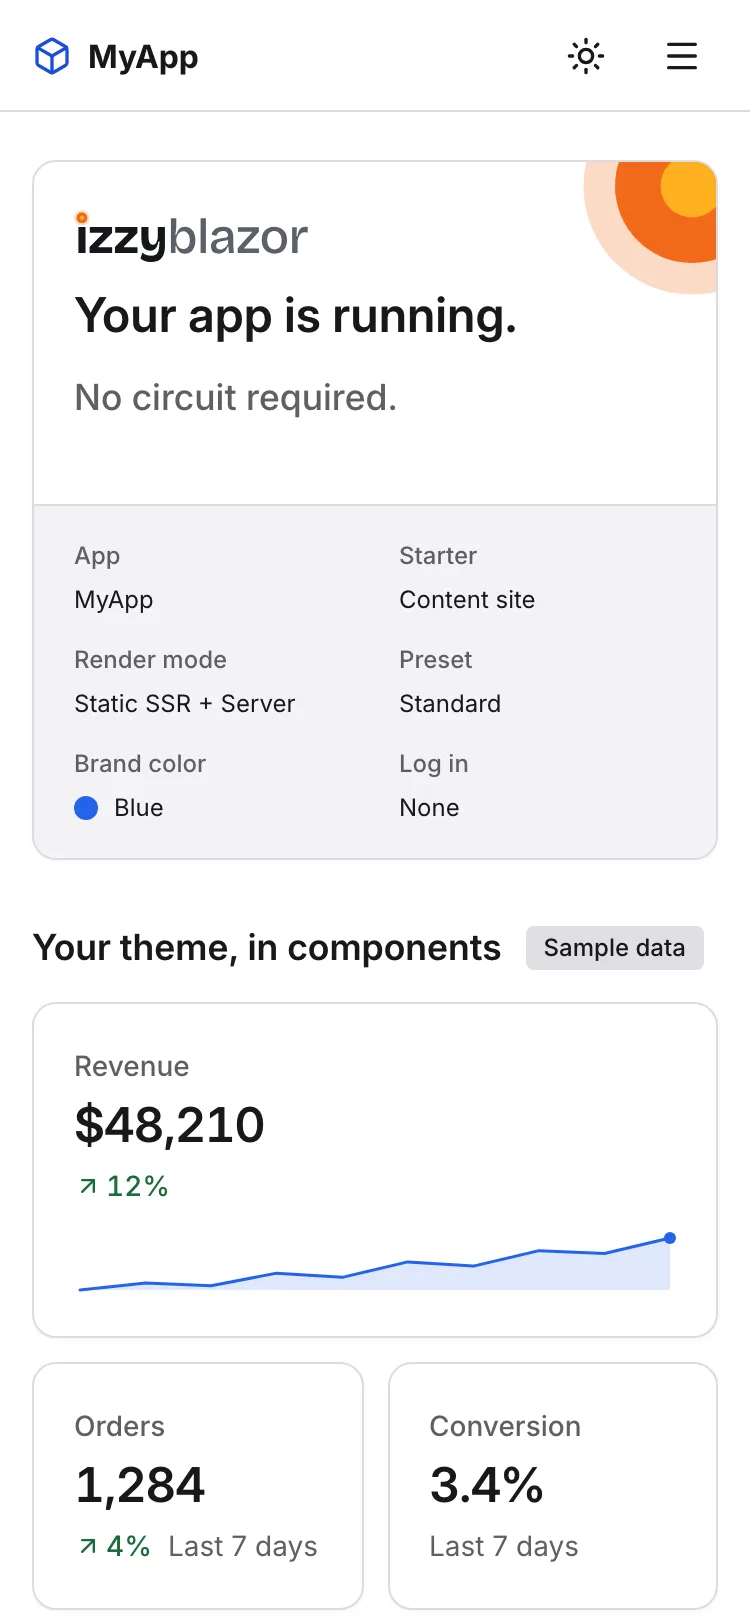 MyApp
izzyblazor
Your app is running.
No circuit required.
App
MyApp
Starter
Content site
Render mode
Static SSR + Server
Preset
Standard
Brand color
Blue
Log in
None
Your theme, in components
Sample data
Revenue
$48,210
12%
Orders
1,284
4% Last 7 days
Conversion
3.4%
Last 7 days